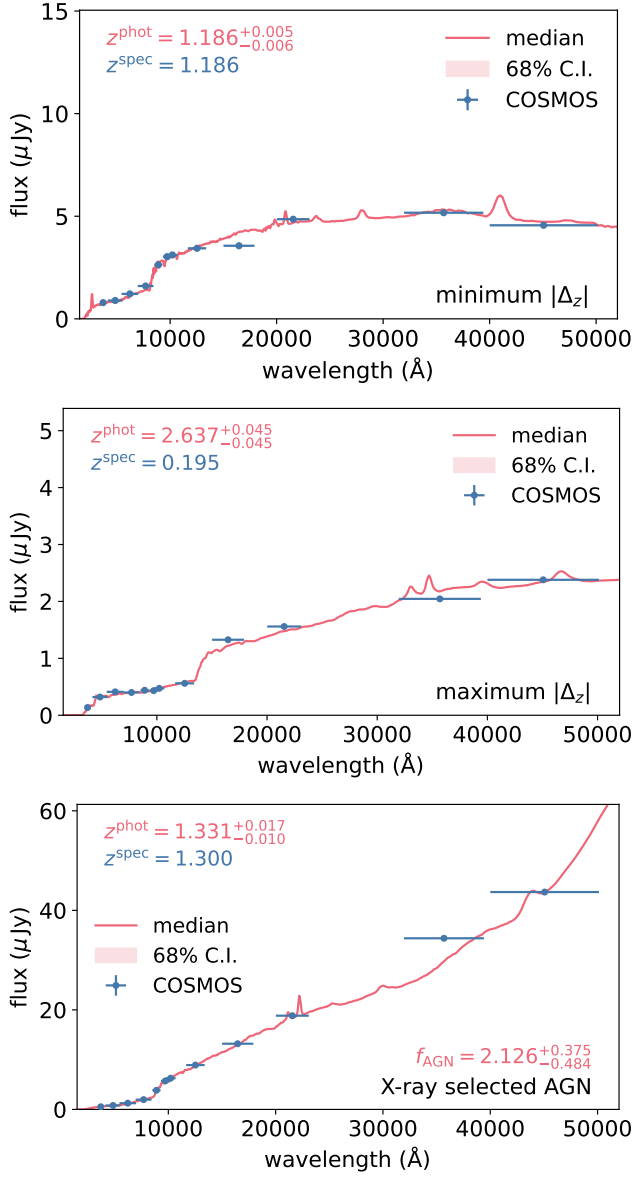 z^phot = 1.186^+0.005_−0.006
z^spec = 1.186
median
68% C.I.
COSMOS
15
10
5
0
flux (μJy)
minimum |Δ_z|
10000 20000 30000 40000 50000
wavelength (Å)
z^phot = 2.637^+0.045_−0.045
z^spec = 0.195
median
68% C.I.
COSMOS
5
4
3
2
1
0
flux (μJy)
maximum |Δ_z|
10000 20000 30000 40000 50000
wavelength (Å)
z^phot = 1.331^+0.017_−0.010
z^spec = 1.300
median
68% C.I.
COSMOS
60
40
20
0
flux (μJy)
f_AGN = 2.126^+0.375_−0.484
X-ray selected AGN
10000 20000 30000 40000 50000
wavelength (Å)